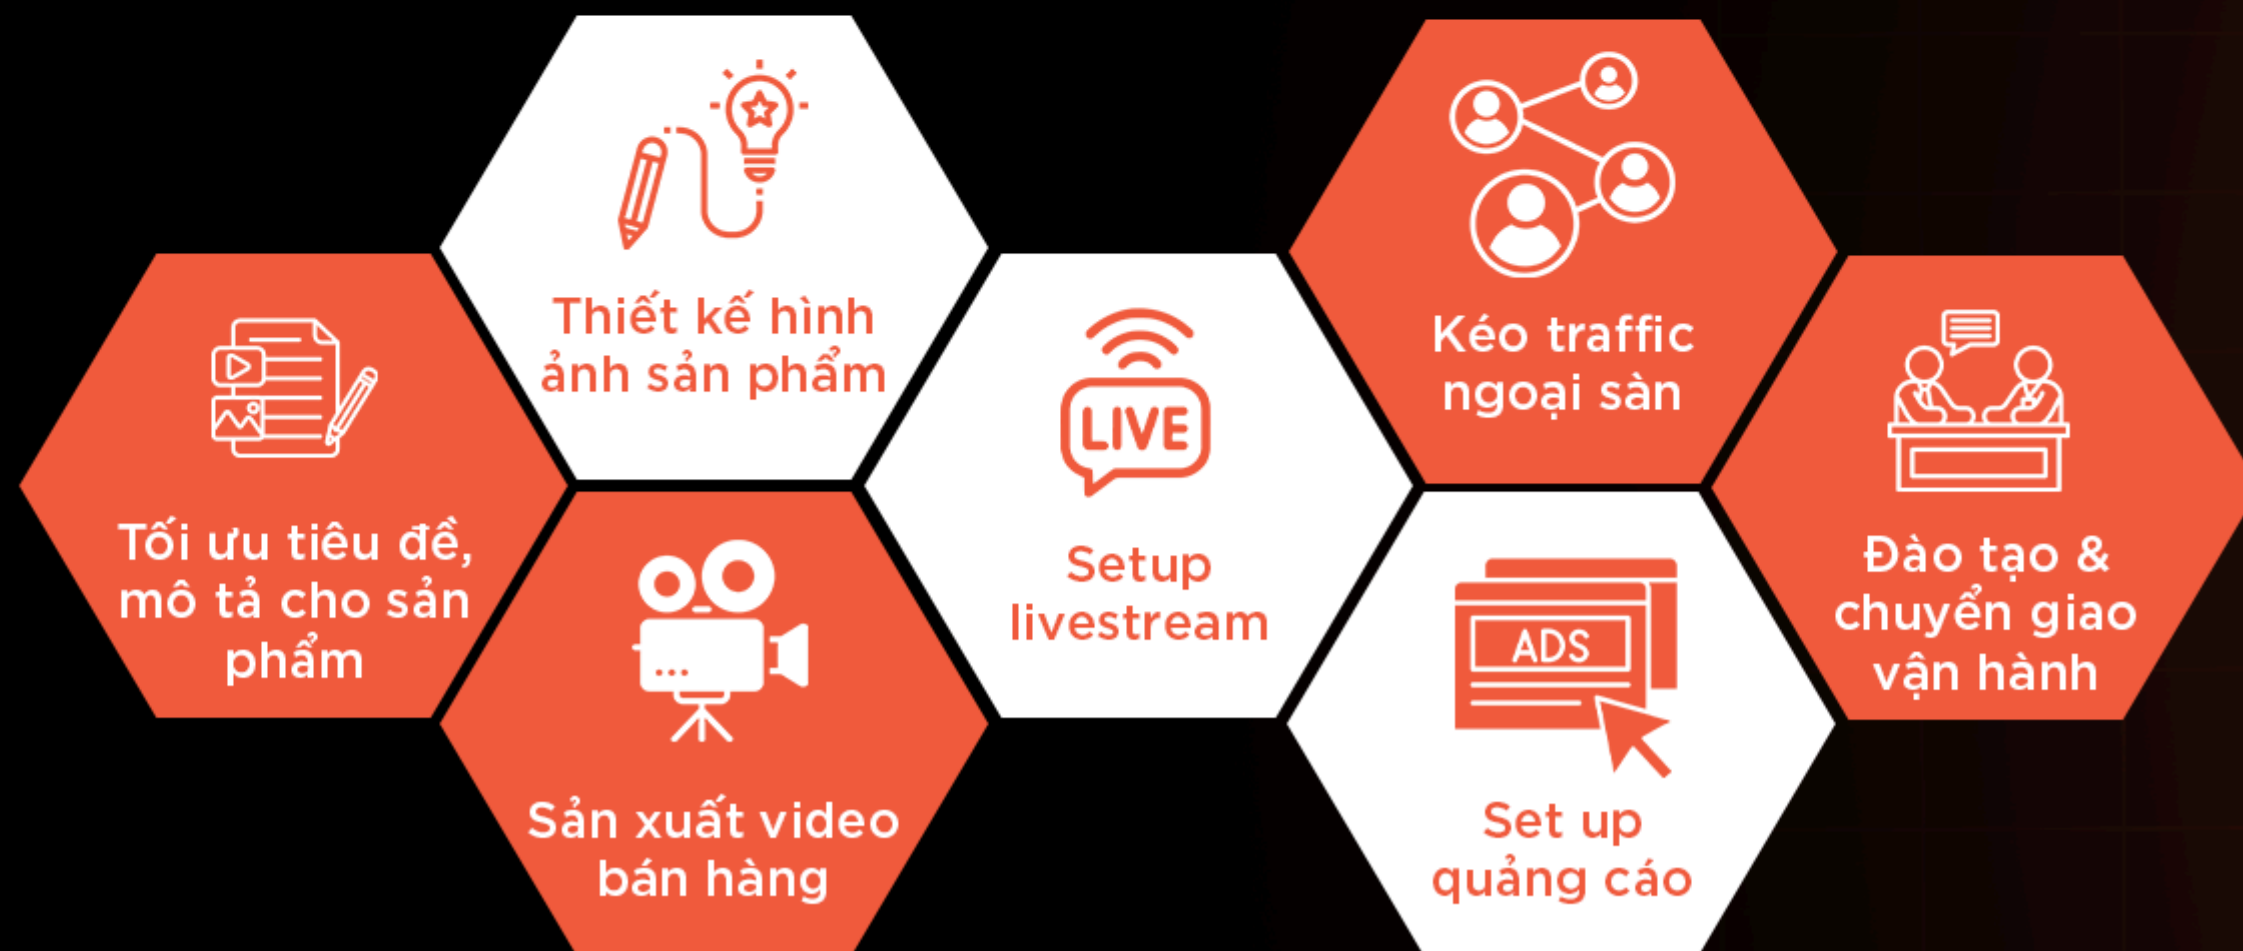 Tối ưu tiêu đề,
mô tả cho sản
phẩm
Thiết kế hình
ảnh sản phẩm
Sản xuất video
bán hàng
LIVE
Setup
livestream
Kéo traffic
ngoại sàn
ADS
Set up
quảng cáo
Đào tạo &
chuyển giao
vận hành